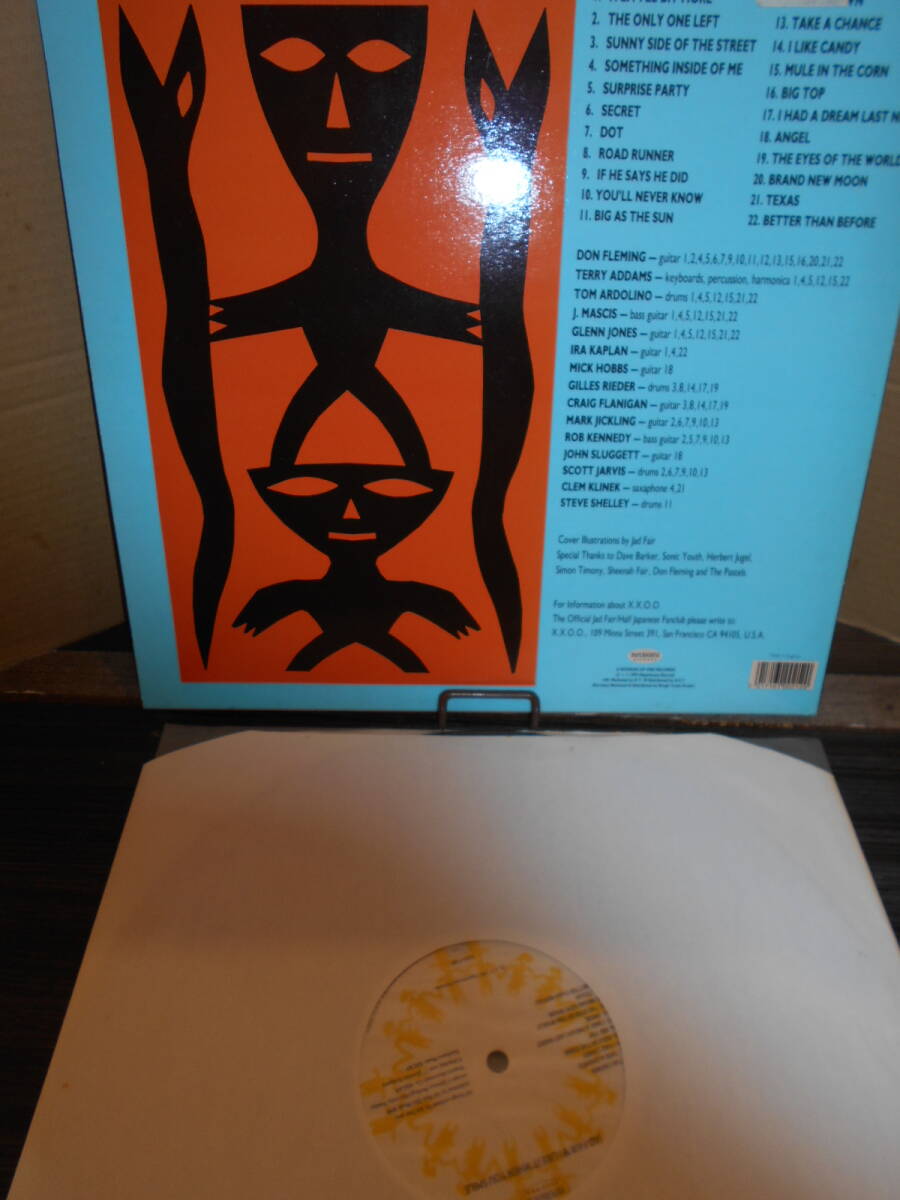 2. THE ONLY ONE LEFT
3. SUNNY SIDE OF THE STREET
4. SOMETHING INSIDE OF ME
5. SURPRISE PARTY
6. SECRET
7. DOT
8. ROAD RUNNER
9. IF HE SAYS HE DID
10. YOU'LL NEVER KNOW
11. BIG AS THE SUN
13. TAKE A CHANCE
14. I LIKE CANDY
15. MULE IN THE CORN
16. BIG TOP
17. I HAD A DREAM LAST
18. ANGEL
19. THE EYES OF THE WORLD
20. BRAND NEW MOON
21. TEXAS
22. BETTER THAN BEFORE
DON FLEMING — guitar 1,2,4,5,6,7,9,10,11,12,13,15,16,20,21,22
TERRY ADDAMS — keyboards, percussion, harmonica 1,4,5,12,15,22
TOM ARDOLINO — drums 1,4,5,12,15,21,22
J. MASCIS — bass guitar 1,4,5,12,15,21,22
GLENN JONES — guitar 1,4,5,12,15,21,22
IRA KAPLAN — guitar 1,4,22
MICK HOBBS — guitar 18
GILLES RIEDER — drums 3,8,14,17,19
CRAIG FLANIGAN — guitar 3,8,14,17,19
MARK JICKLING — guitar 2,6,7,9,10,13
ROB KENNEDY — bass guitar 2,5,7,9,10,13
JOHN SLUGGETT — guitar 18
SCOTT JARVIS — drums 2,6,7,9,10,13
CLEM KLINEK — saxaphone 4,21
STEVE SHELLEY — drums 11
Cover Illustrations by Jad Fair
Special Thanks to Dave Barker, Sonic Youth, Herbert Jugel,
Simon Timony, Sheenah Fair, Don Fleming and The Pastels.
For Information about X.X.O.O.
The Official Jad Fair/Half Japanese Fanclub please write to:
X.X.O.O., 109 Minna Street 391, San Francisco CA 94105, U.S.A.